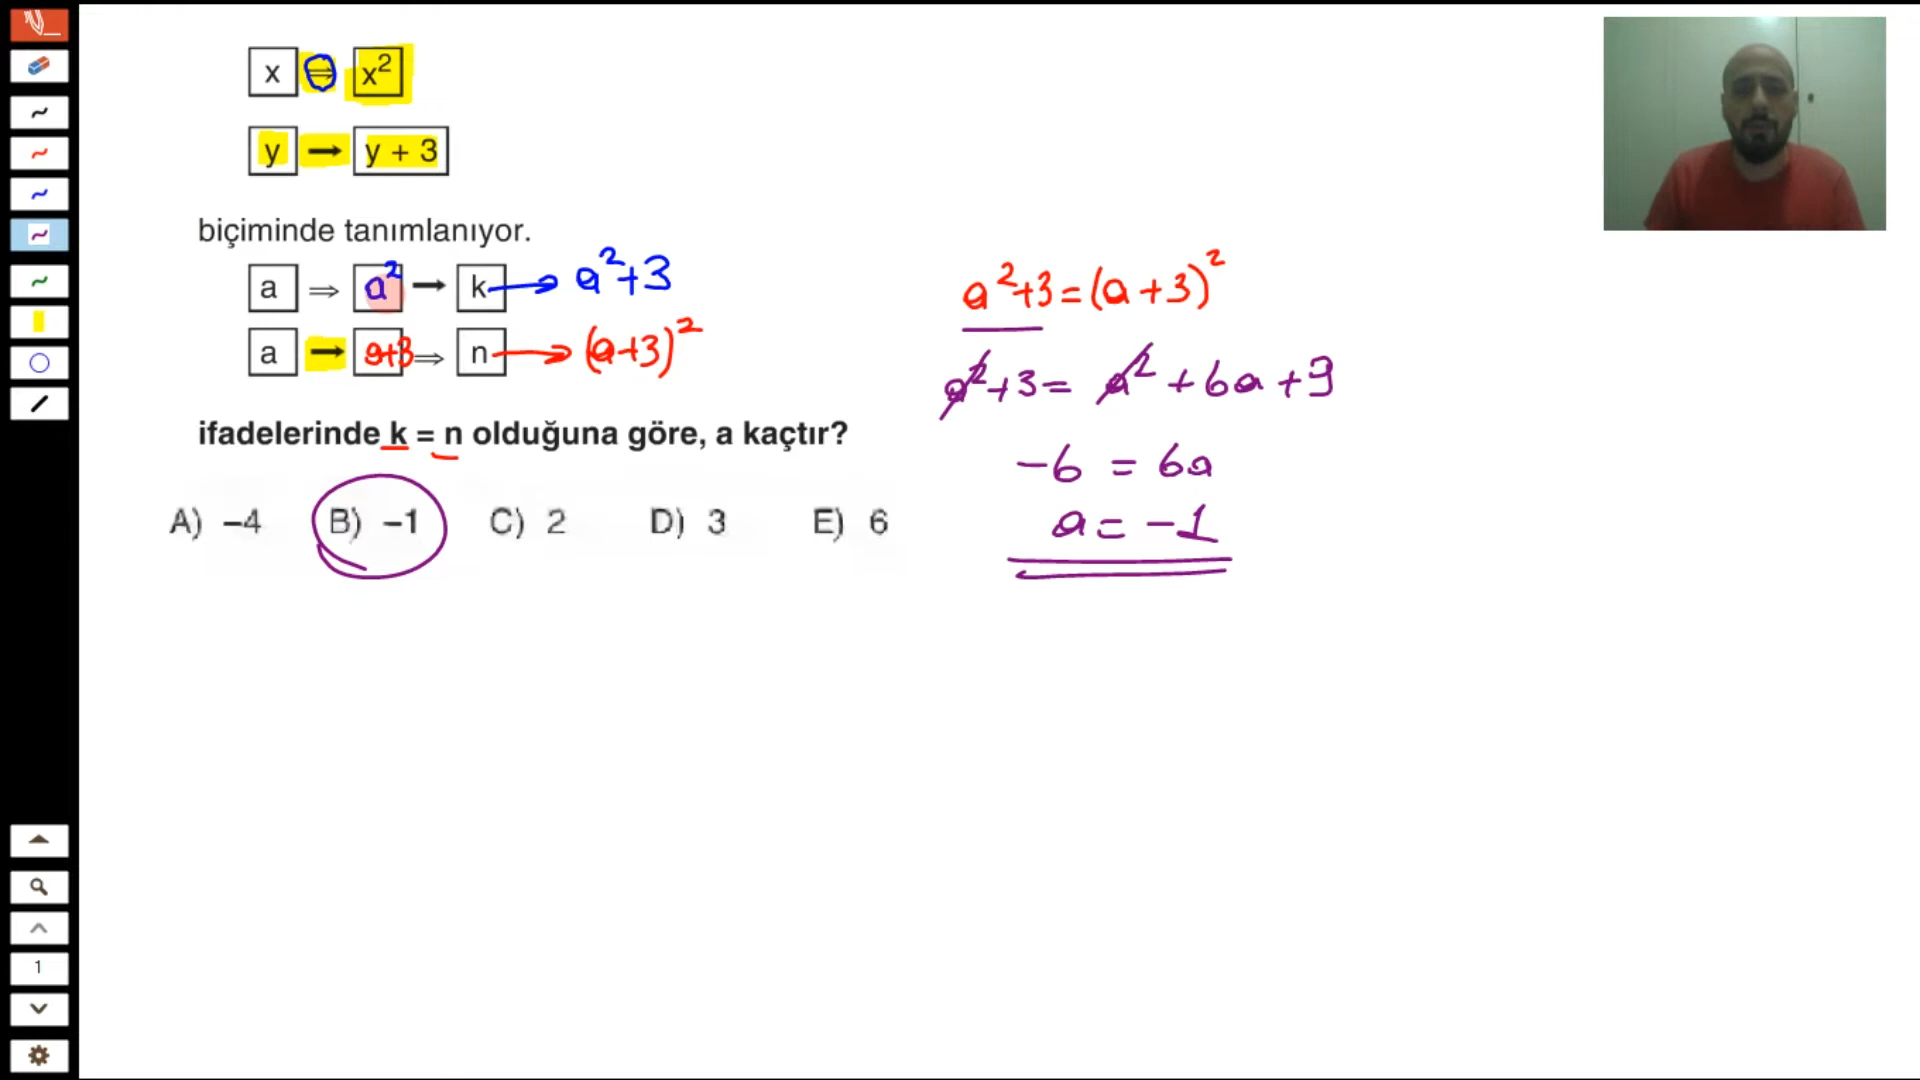 x ⇒ x²
y → y + 3
biçiminde tanımlanıyor.
a ⇒ a² → k → a²+3
a → a+3 ⇒ n → (a+3)²
ifadelerinde k = n olduğuna göre, a kaçtır?
A) –4 B) –1 C) 2 D) 3 E) 6
a²+3=(a+3)²
a²+3= a²+6a+9
-6 = 6a
a= -1
1